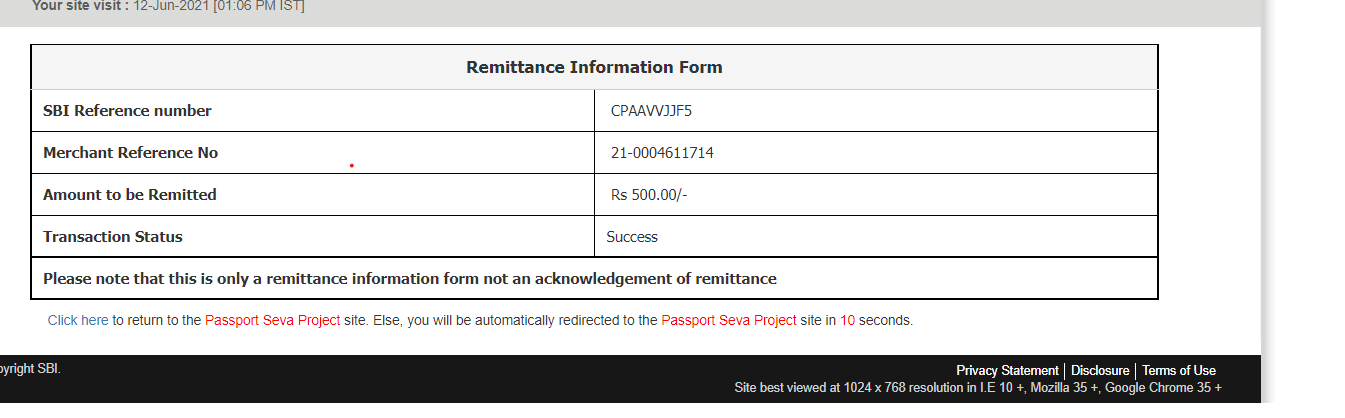 Your site visit : 12-Jun-2021 [01:06 PM IST]
Remittance Information Form
SBI Reference number CPAAVVJJF5
Merchant Reference No 21-0004611714
Amount to be Remitted Rs 500.00/-
Transaction Status Success
Please note that this is only a remittance information form not an acknowledgement of remittance
Click here to return to the Passport Seva Project site. Else, you will be automatically redirected to the Passport Seva Project site in 10 seconds.
pyright SBI.
Privacy Statement | Disclosure | Terms of Use
Site best viewed at 1024 x 768 resolution in I.E 10 +, Mozilla 35 +, Google Chrome 35 +